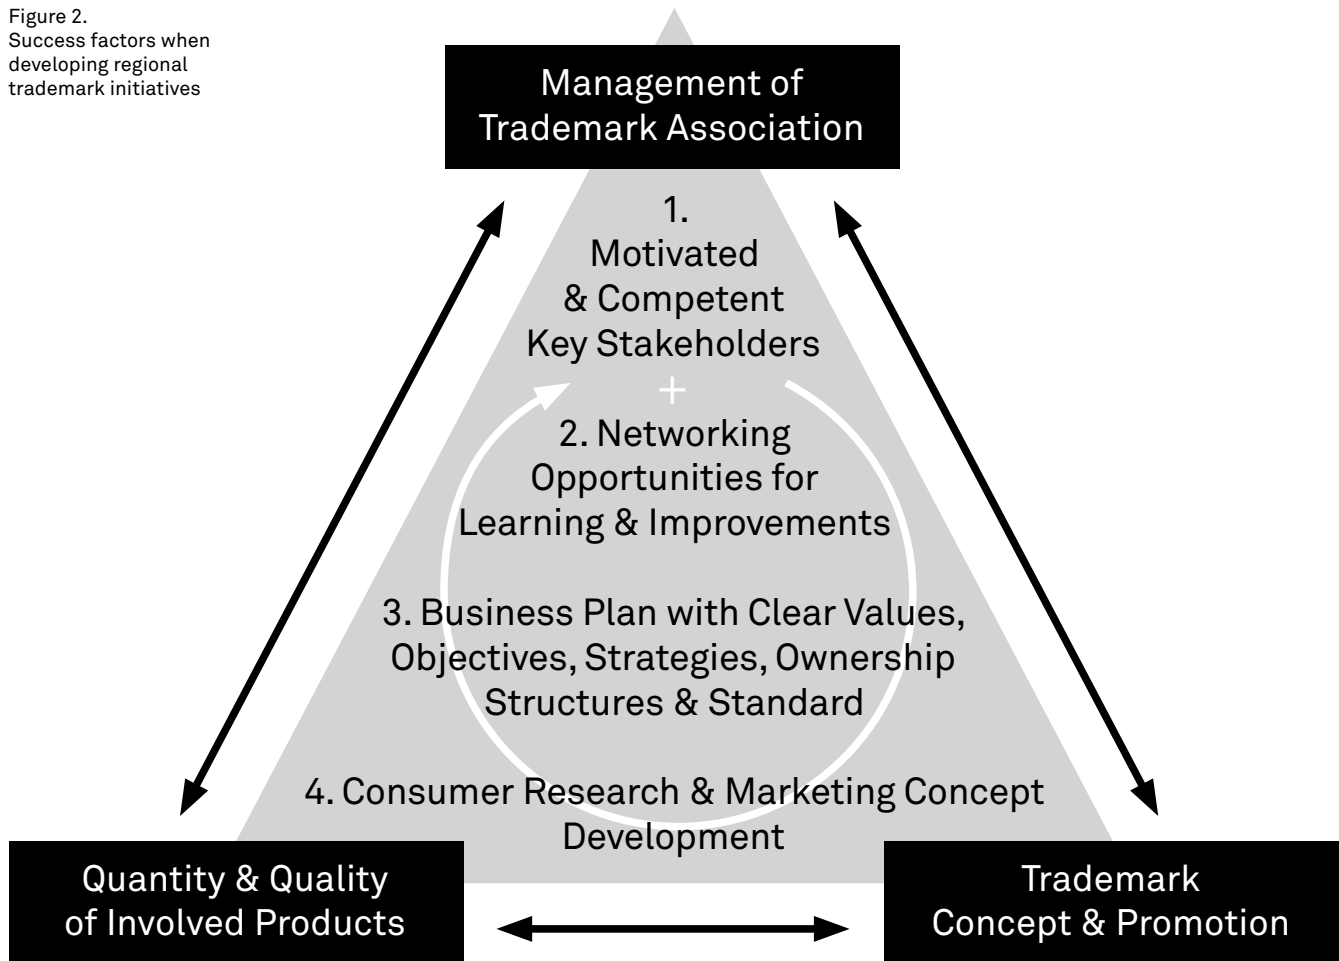 Figure 2.
Success factors when
developing regional
trademark initiatives
Management of
Trademark Association
1.
Motivated
& Competent
Key Stakeholders
+
2. Networking
Opportunities for
Learning & Improvements
3. Business Plan with Clear Values,
Objectives, Strategies, Ownership
Structures & Standard
4. Consumer Research & Marketing Concept
Development
Quantity & Quality
of Involved Products
Trademark
Concept & Promotion